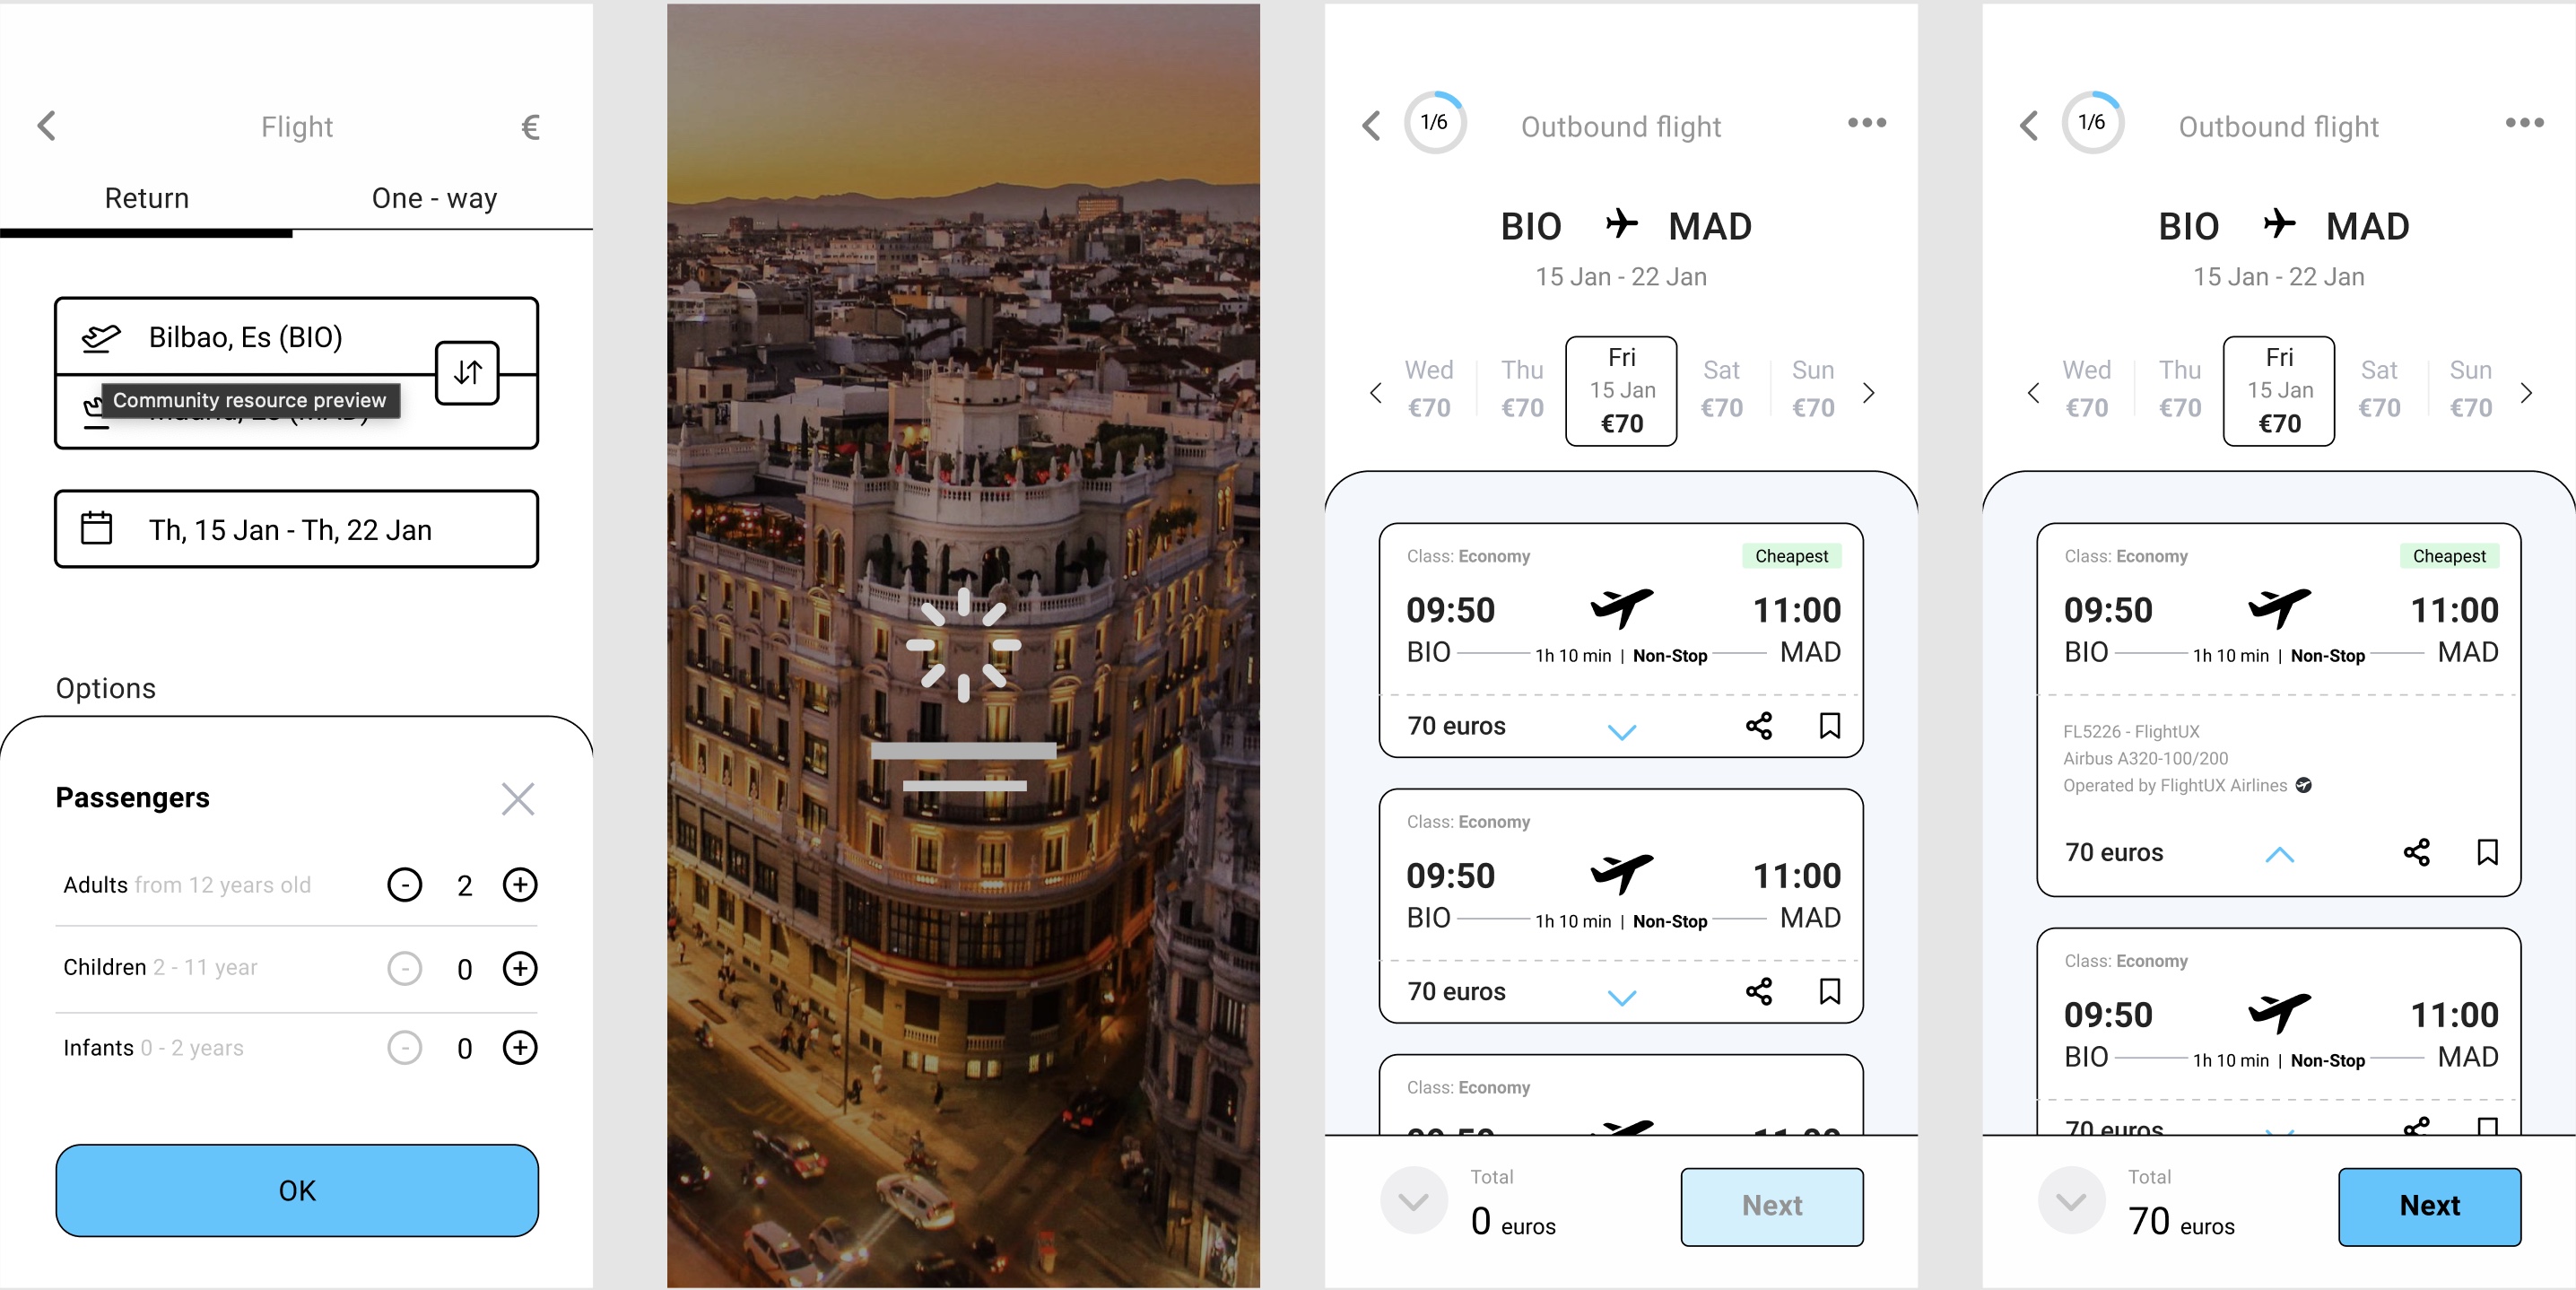 Flight €
Return One - way
Bilbao, Es (BIO)
Community resource preview
Th, 15 Jan - Th, 22 Jan
Options
Passengers
Adults from 12 years old - 2 +
Children 2 - 11 year - 0 +
Infants 0 - 2 years - 0 +
OK
1/6 Outbound flight
BIO MAD
15 Jan - 22 Jan
Wed Thu Fri Sat Sun
15 Jan
€70 €70 €70 €70 €70
Class: Economy Cheapest
09:50 11:00
BIO 1h 10 min | Non-Stop MAD
70 euros
Class: Economy
09:50 11:00
BIO 1h 10 min | Non-Stop MAD
70 euros
Class: Economy
09:50 11:00
Total
0 euros
Next
1/6 Outbound flight
BIO MAD
15 Jan - 22 Jan
Wed Thu Fri Sat Sun
15 Jan
€70 €70 €70 €70 €70
Class: Economy Cheapest
09:50 11:00
BIO 1h 10 min | Non-Stop MAD
FL5226 - FlightUX
Airbus A320-100/200
Operated by FlightUX Airlines
70 euros
Class: Economy
09:50 11:00
BIO 1h 10 min | Non-Stop MAD
70 euros
Total
70 euros
Next